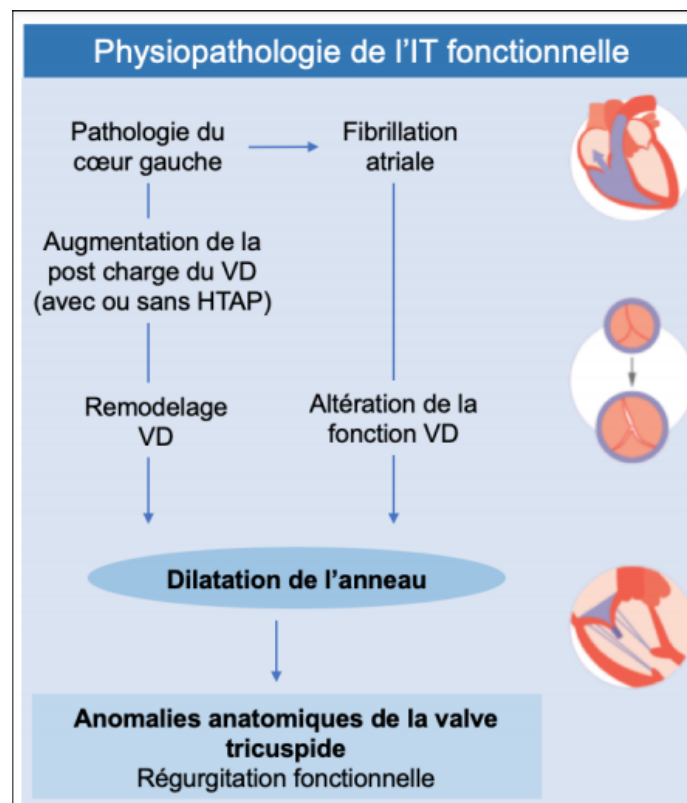 Physiopathologie de l'IT fonctionnelle
Pathologie du
cœur gauche
Fibrillation
atriale
Augmentation de la
post charge du VD
(avec ou sans HTAP)
Remodelage
VD
Altération de la
fonction VD
Dilatation de l'anneau
Anomalies anatomiques de la valve
tricuspide
Régurgitation fonctionnelle